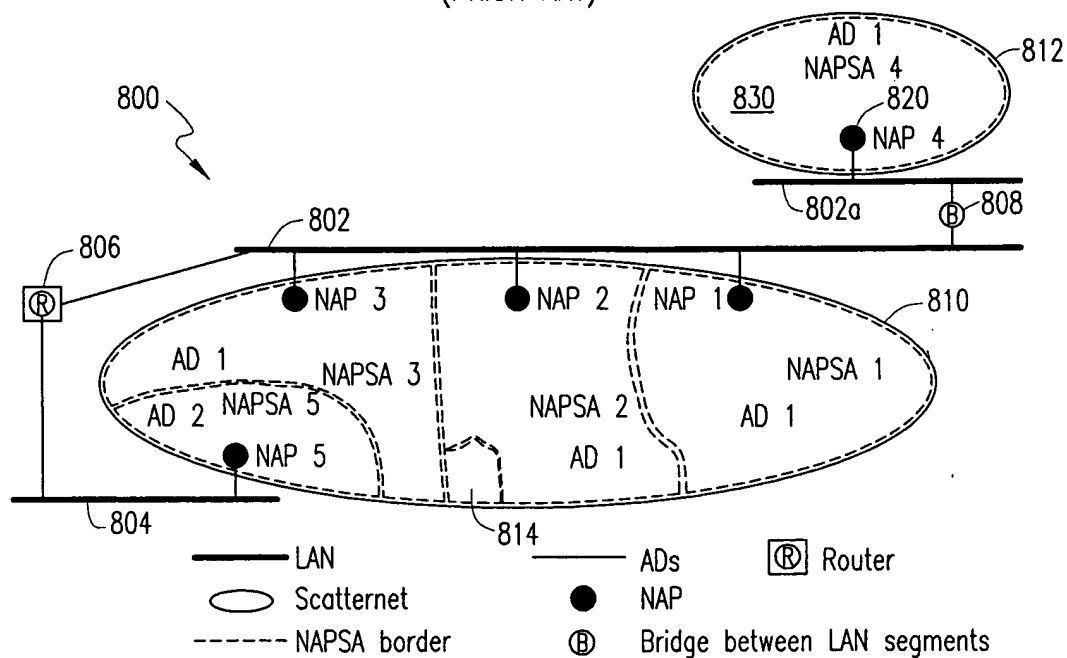 AD 1
812
NAPSA 4
800
830
820
NAP 4
802a
B
808
802
806
R
NAP 3
NAP 2
NAP 1
810
AD 1
NAPSA 3
NAPSA 1
NAPSA 5
NAPSA 2
AD 2
AD 1
NAP 5
AD 1
804
814
LAN
ADs
R
Router
Scatternet
NAP
NAPSA border
B
Bridge between LAN segments